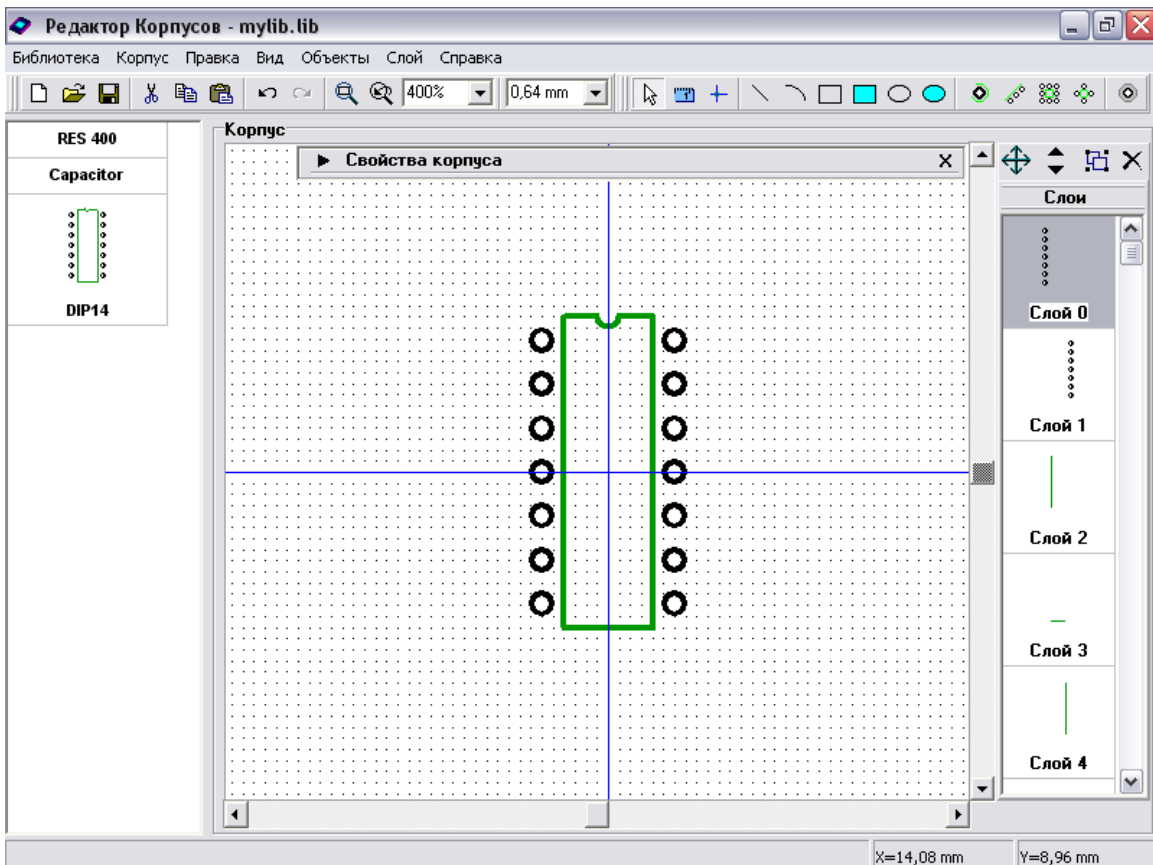 Редактор Корпусов - mylib.lib
Библиотека Корпус Правка Вид Объекты Слой Справка
400% 0,64 mm
RES 400
Capacitor
DIP14
Корпус
Свойства корпуса x
Слои
Слой 0
Слой 1
Слой 2
Слой 3
Слой 4
X=14,08 mm Y=8,96 mm